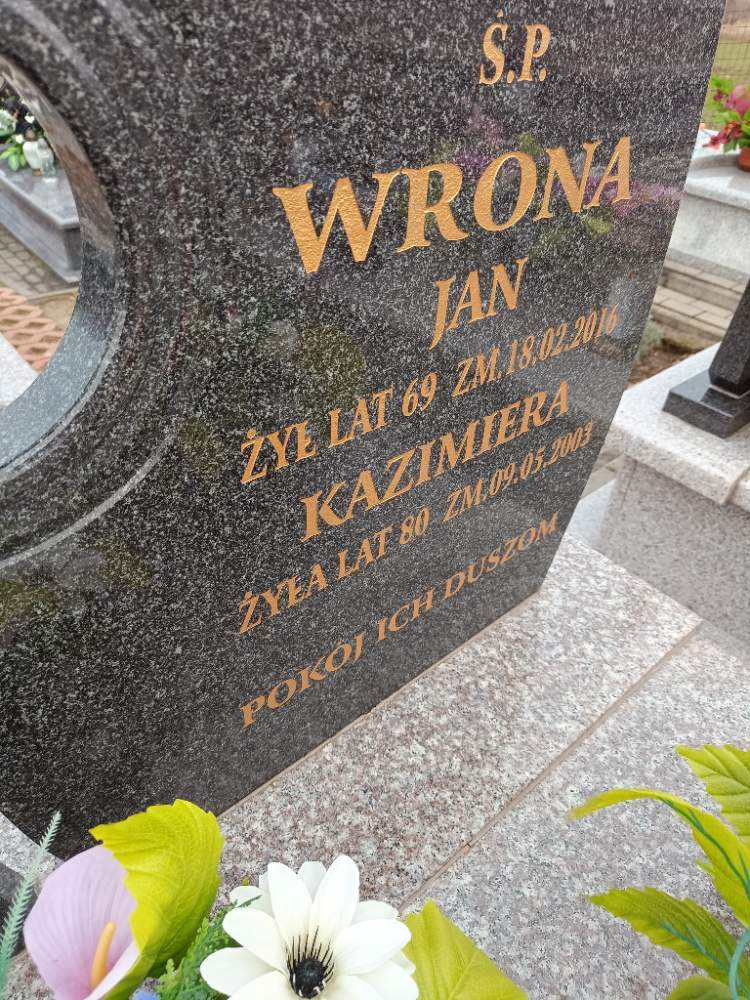 Ś.P.
WRONA
JAN
ŻYŁ LAT 69 ZM.18.02.2016
KAZIMIERA
ŻYŁA LAT 80 ZM.09.05.2003
POKÓJ ICH DUSZOM